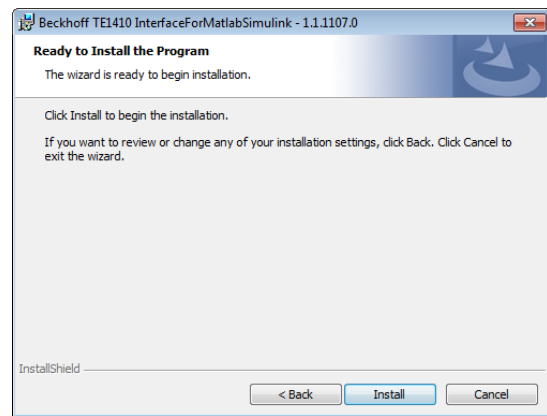 Beckhoff TE1410 InterfaceForMatlabSimulink - 1.1.1107.0
Ready to Install the Program
The wizard is ready to begin installation.
Click Install to begin the installation.
If you want to review or change any of your installation settings, click Back. Click Cancel to
exit the wizard.
InstallShield
< Back Install Cancel